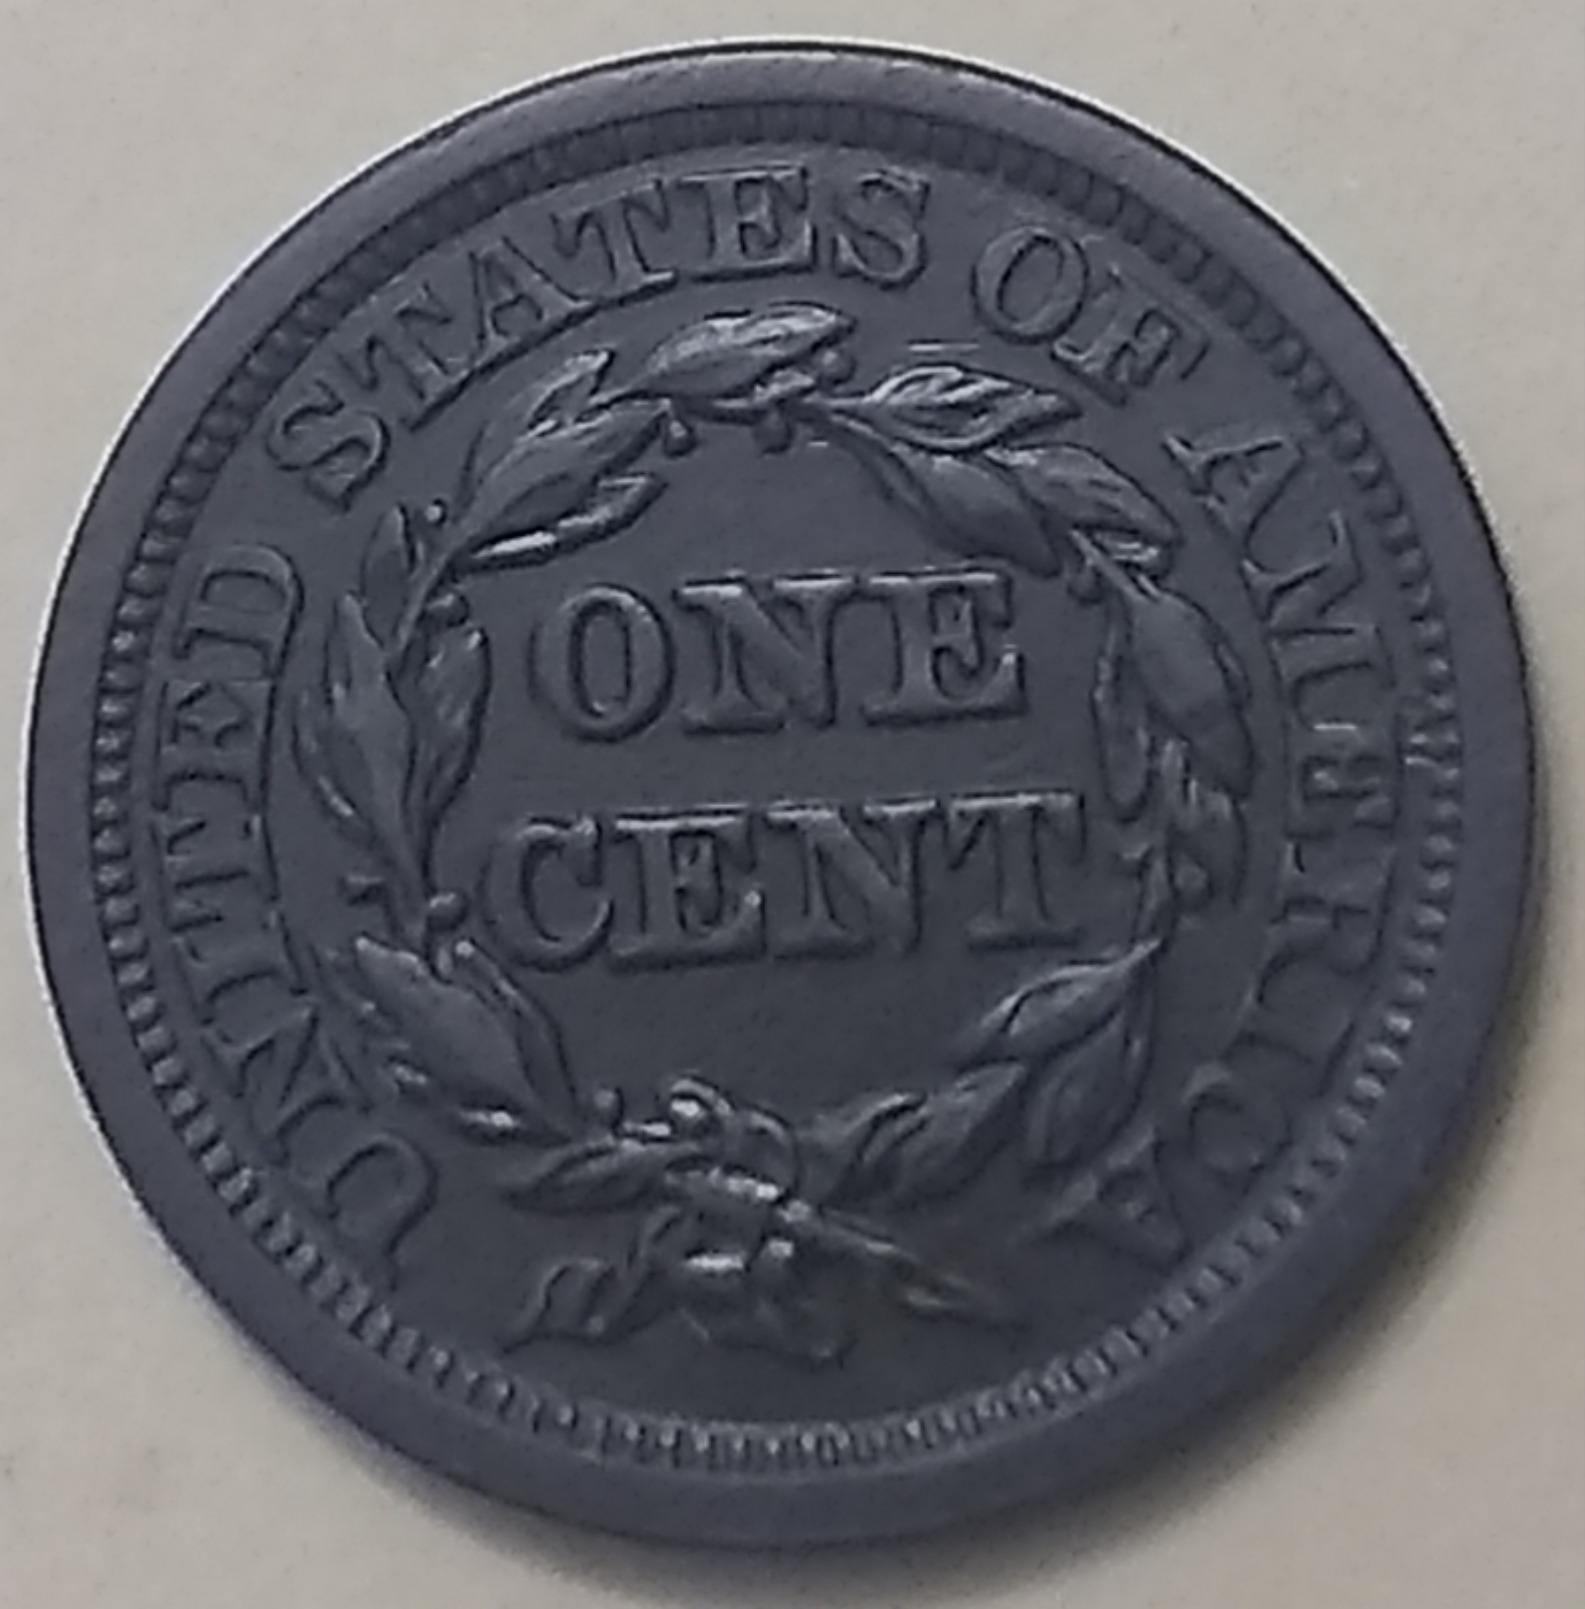 UNITED STATES OF AMERICA
ONE
CENT